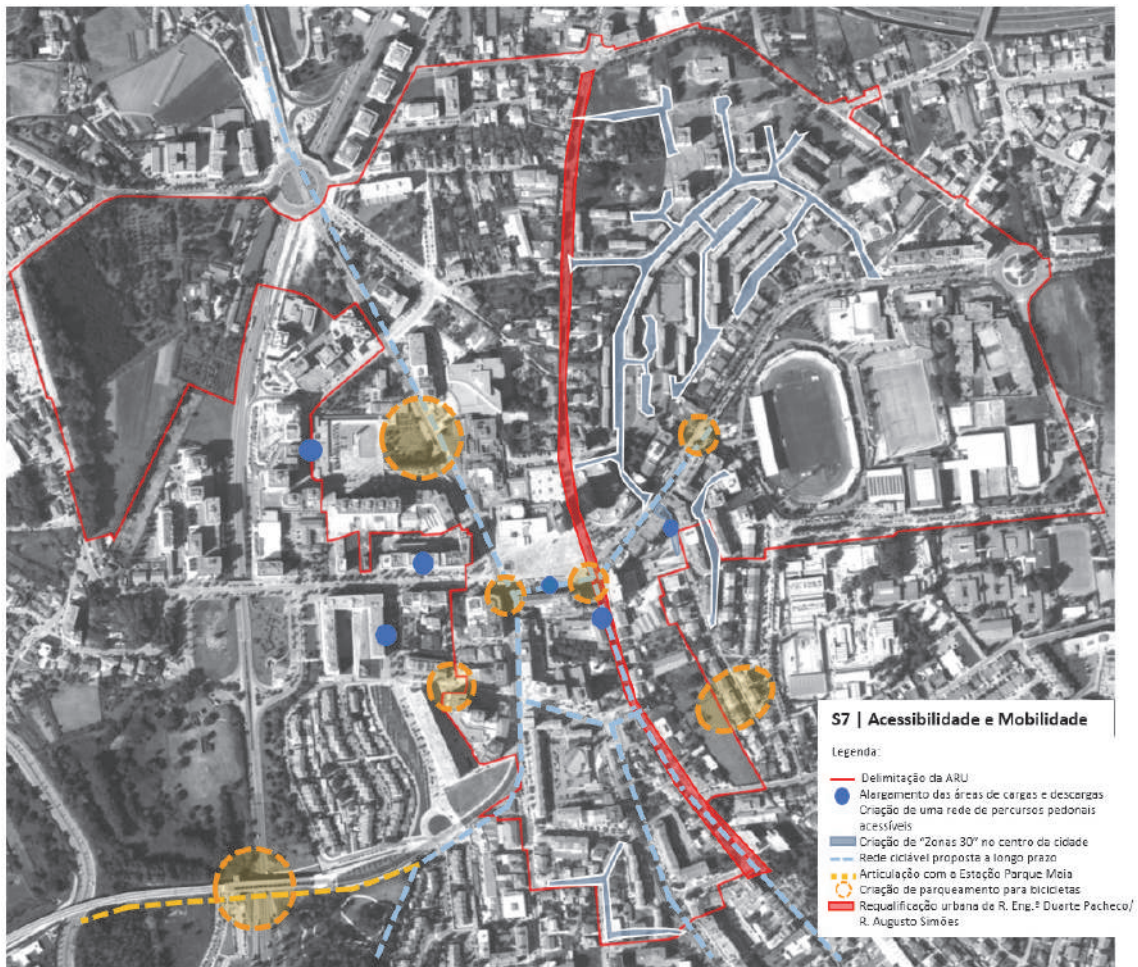 S7 | Acessibilidade e Mobilidade
Legenda:
Delimitação da ARU
Alargamento das áreas de cargas e descargas
Criação de uma rede de percursos pedonais
acessíveis
Criação de "Zonas 30" no centro da cidade
Rede ciclável proposta a longo prazo
Articulação com a Estação Parque Maia
Criação de parqueamento para bicicletas
Requalificação urbana da R. Eng.º Duarte Pacheco/
R. Augusto Simões